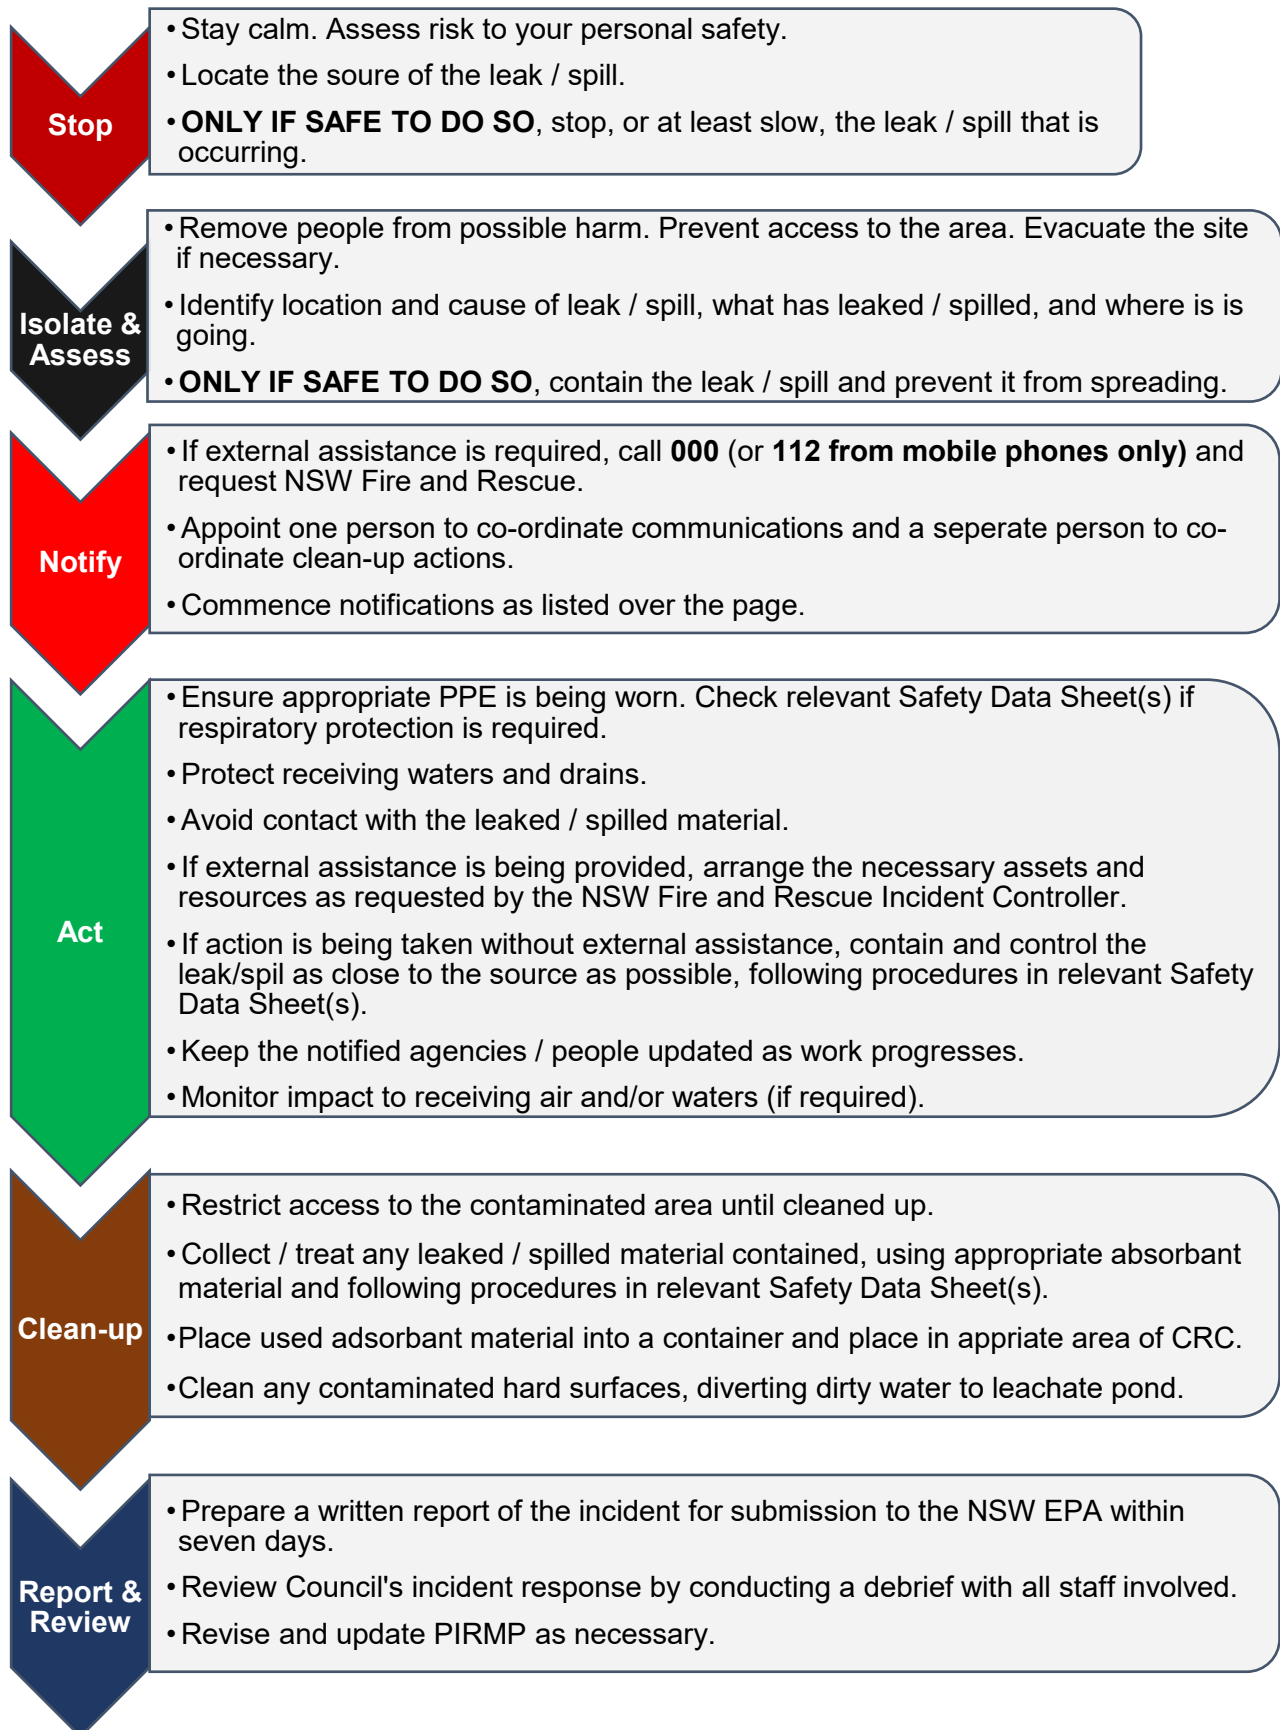 Stop
• Stay calm. Assess risk to your personal safety.
• Locate the soure of the leak / spill.
• ONLY IF SAFE TO DO SO, stop, or at least slow, the leak / spill that is
occurring.
Isolate &
Assess
• Remove people from possible harm. Prevent access to the area. Evacuate the site
if necessary.
• Identify location and cause of leak / spill, what has leaked / spilled, and where is is
going.
• ONLY IF SAFE TO DO SO, contain the leak / spill and prevent it from spreading.
Notify
• If external assistance is required, call 000 (or 112 from mobile phones only) and
request NSW Fire and Rescue.
• Appoint one person to co-ordinate communications and a seperate person to co-
ordinate clean-up actions.
• Commence notifications as listed over the page.
Act
• Ensure appropriate PPE is being worn. Check relevant Safety Data Sheet(s) if
respiratory protection is required.
• Protect receiving waters and drains.
• Avoid contact with the leaked / spilled material.
• If external assistance is being provided, arrange the necessary assets and
resources as requested by the NSW Fire and Rescue Incident Controller.
• If action is being taken without external assistance, contain and control the
leak/spil as close to the source as possible, following procedures in relevant Safety
Data Sheet(s).
• Keep the notified agencies / people updated as work progresses.
• Monitor impact to receiving air and/or waters (if required).
Clean-up
• Restrict access to the contaminated area until cleaned up.
• Collect / treat any leaked / spilled material contained, using appropriate absorbant
material and following procedures in relevant Safety Data Sheet(s).
• Place used adsorbant material into a container and place in appriate area of CRC.
• Clean any contaminated hard surfaces, diverting dirty water to leachate pond.
Report &
Review
• Prepare a written report of the incident for submission to the NSW EPA within
seven days.
• Review Council's incident response by conducting a debrief with all staff involved.
• Revise and update PIRMP as necessary.